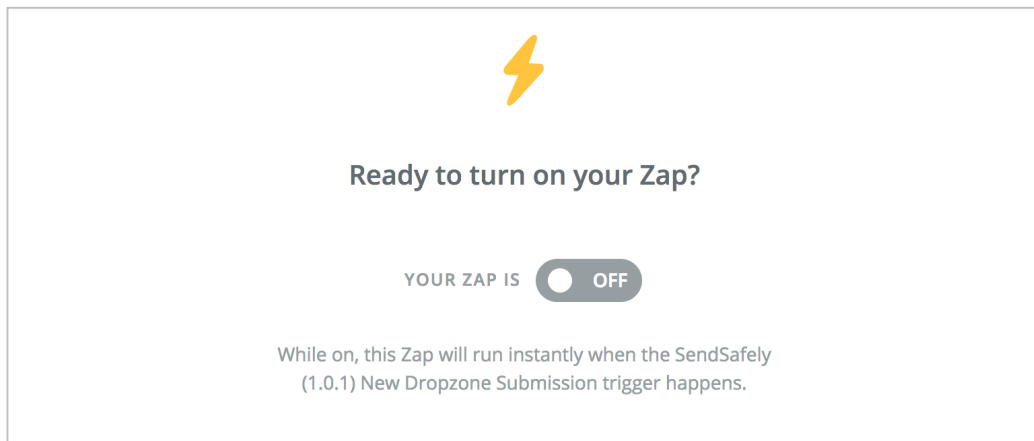 Ready to turn on your Zap?
YOUR ZAP IS OFF
While on, this Zap will run instantly when the SendSafely
(1.0.1) New Dropzone Submission trigger happens.